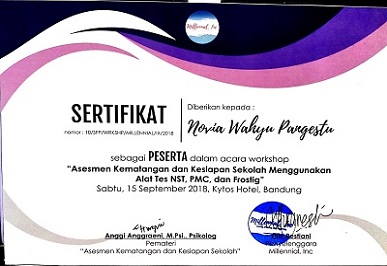 Millennial, Inc
SERTIFIKAT
Diberikan kepada :
Novia Wahyu Pangestu
sebagai PESERTA dalam acara workshop
"Asesmen Kematangan dan Kesiapan Sekolah Menggunakan
Alat Tes NST, PMC, dan Frostig"
Sabtu, 15 September 2018, Kytos Hotel, Bandung
Anggi Anggraeni, M.Psi., Psikolog
Pemateri
"Asesmen Kematangan dan Kesiapan Sekolah"
Millennial, INC